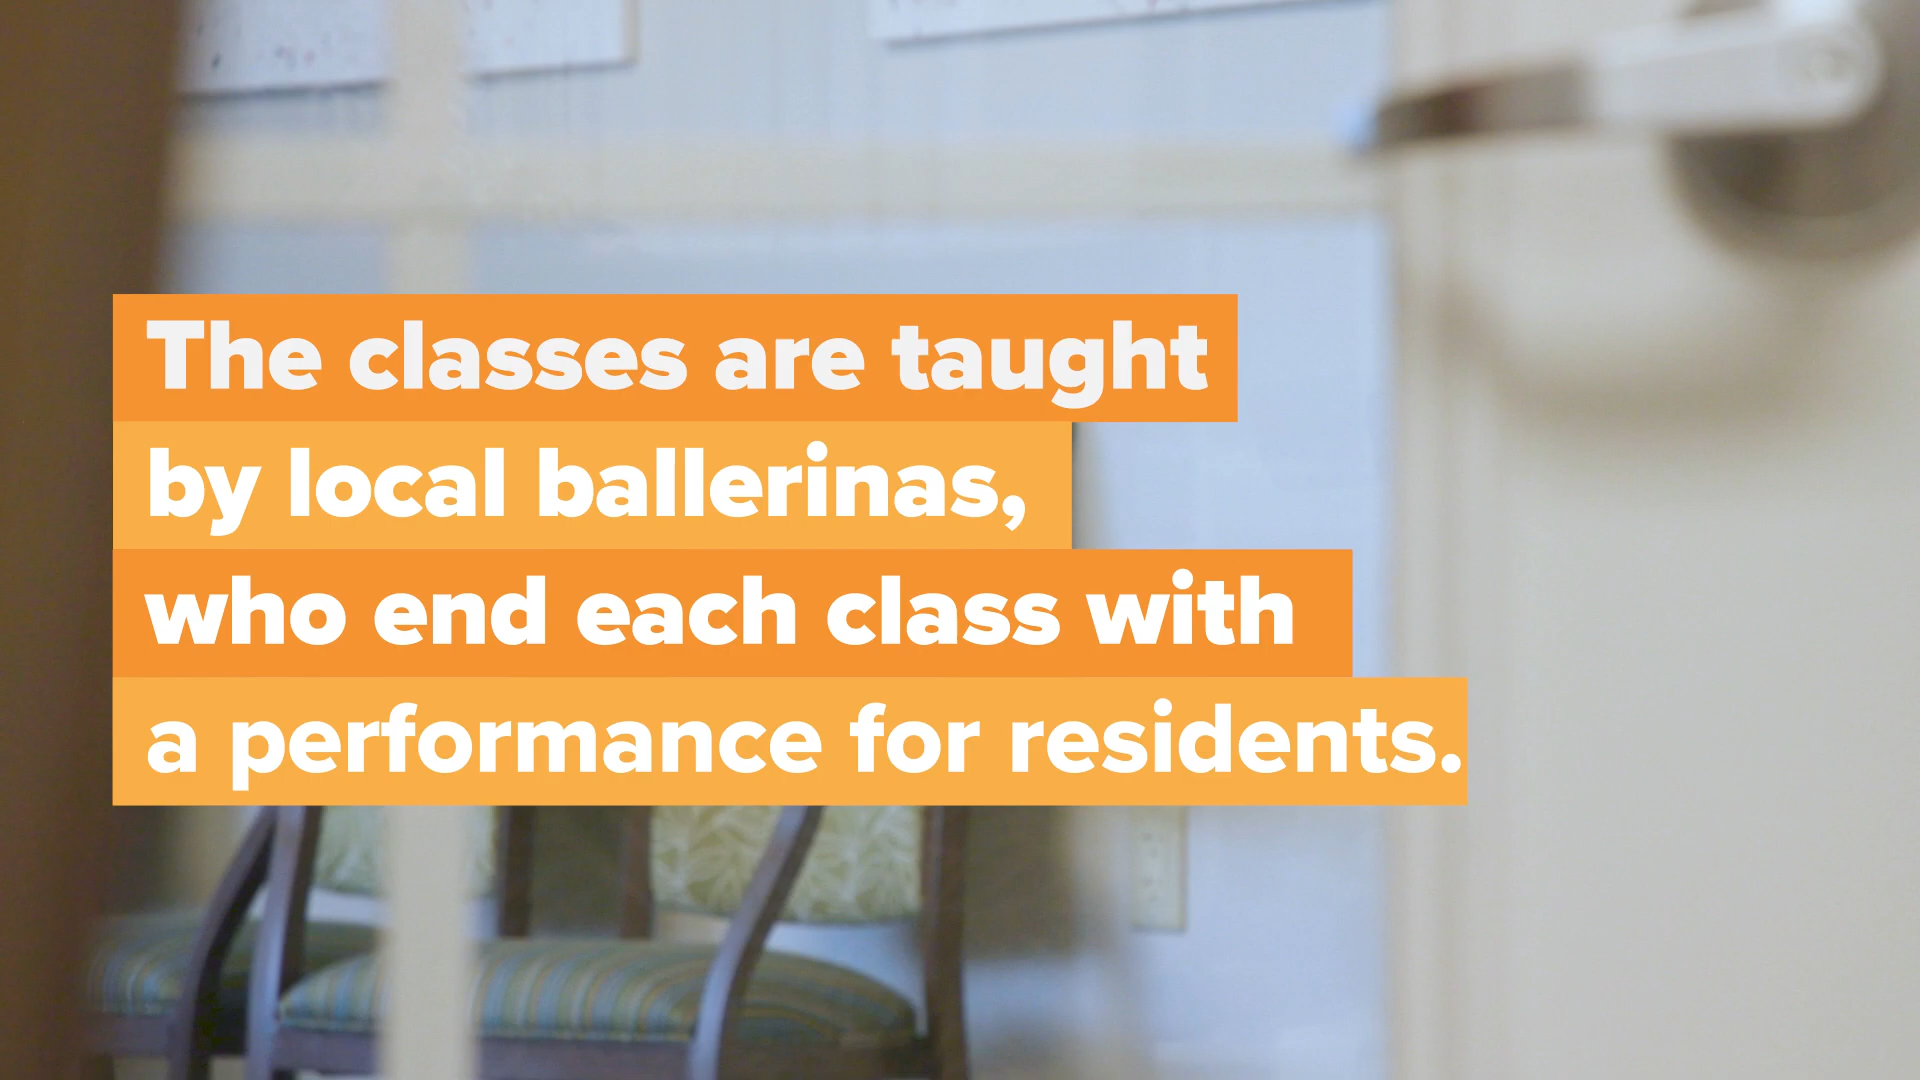 The classes are taught
by local ballerinas,
who end each class with
a performance for residents.